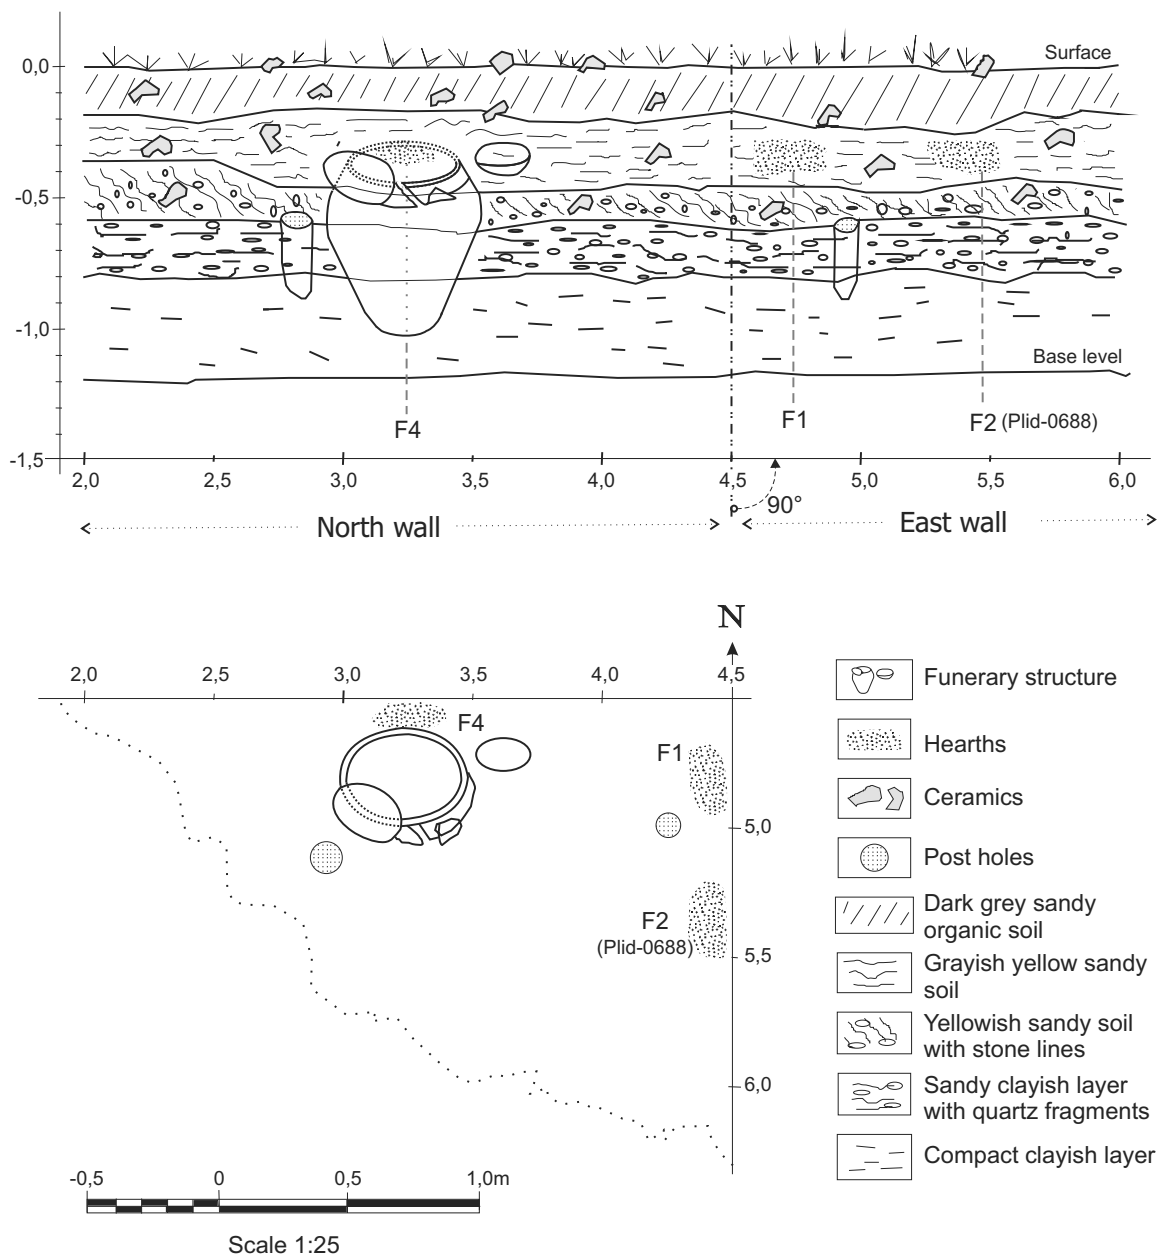 Surface
0,0
-0,5
-1,0
Base level
F4
F1
F2 (Plid-0688)
-1,5
2,0 2,5 3,0 3,5 4,0 4,5 5,0 5,5 6,0
90°
North wall
East wall
N
2,0 2,5 3,0 3,5 4,0 4,5
F4
F1
5,0
F2
(Plid-0688)
5,5
6,0
Funerary structure
Hearths
Ceramics
Post holes
Dark grey sandy
organic soil
Grayish yellow sandy
soil
Yellowish sandy soil
with stone lines
Sandy clayish layer
with quartz fragments
Compact clayish layer
-0,5 0 0,5 1,0m
Scale 1:25